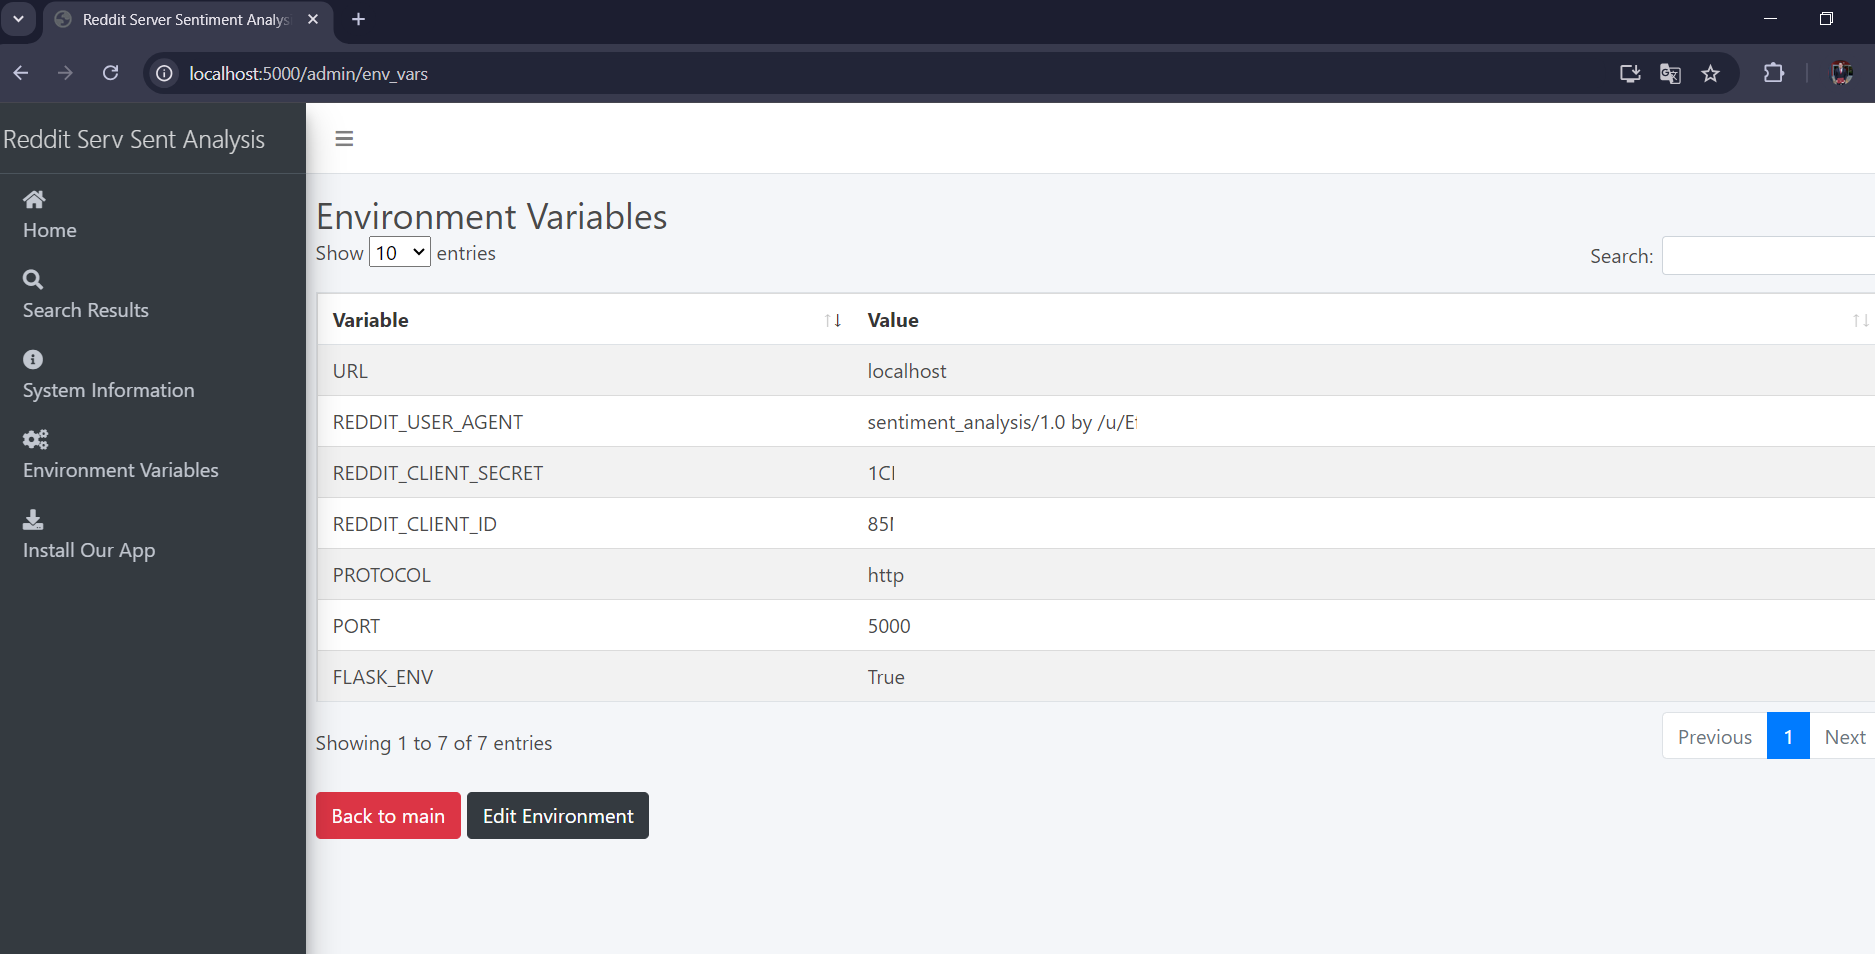 Reddit Server Sentiment Analys
localhost:5000/admin/env_vars
Reddit Serv Sent Analysis
Home
Search Results
System Information
Environment Variables
Install Our App
Environment Variables
Show 10 entries
Search:
Variable Value
URL localhost
REDDIT_USER_AGENT sentiment_analysis/1.0 by /u/E
REDDIT_CLIENT_SECRET 1C
REDDIT_CLIENT_ID 85
PROTOCOL http
PORT 5000
FLASK_ENV True
Showing 1 to 7 of 7 entries
Previous 1 Next
Back to main Edit Environment